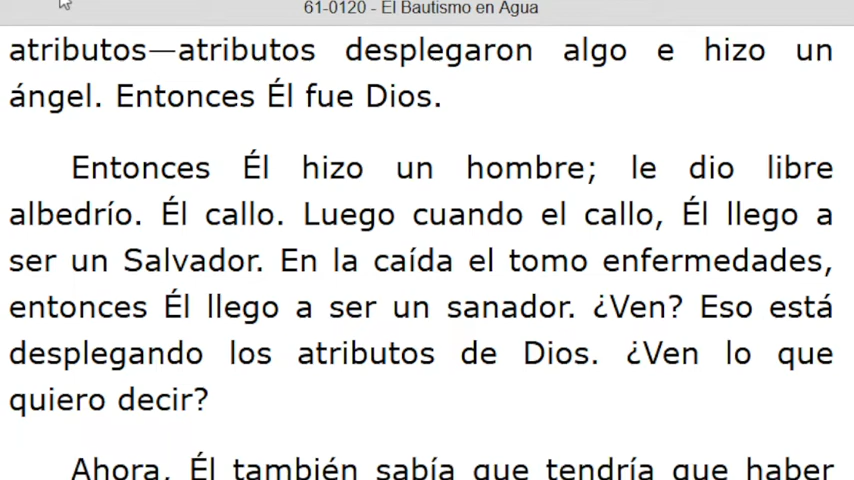 61-0120 - El Bautismo en Agua
atributos—atributos desplegaron algo e hizo un
ángel. Entonces Él fue Dios.
Entonces Él hizo un hombre; le dio libre
albedrío. Él callo. Luego cuando el callo, Él llego a
ser un Salvador. En la caída el tomo enfermedades,
entonces Él llego a ser un sanador. ¿Ven? Eso está
desplegando los atributos de Dios. ¿Ven lo que
quiero decir?
Ahora, Él también sabía que tendría que haber